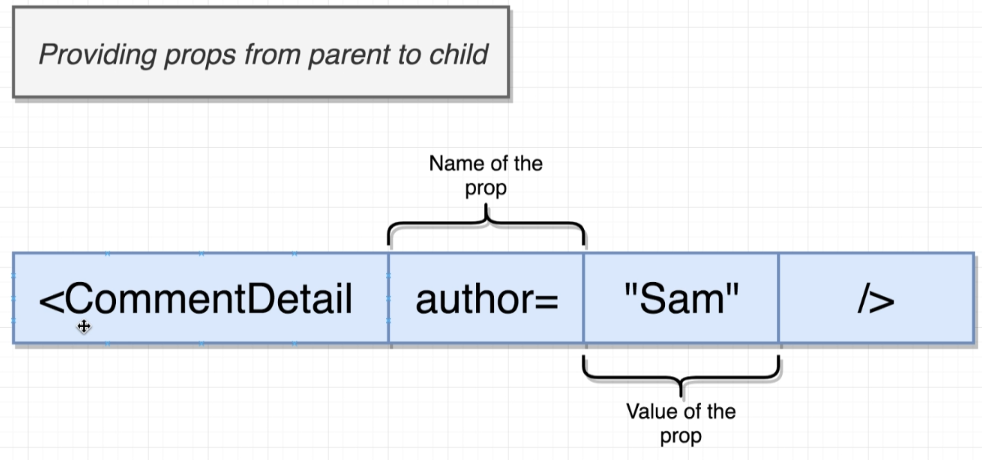 Providing props from parent to child
Name of the
prop
<CommentDetail author= "Sam" />
Value of the
prop